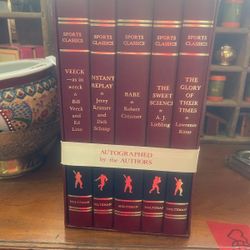 SPORTS
CLASSICS
VEECK
—as in
wreck
Bill
Veeck and
Ed Linn
SPORTS
CLASSICS
INSTANT
REPLAY
Jerry
Kramer
and
Dick
Schaap
SPORTS
CLASSICS
BABE
Robert
Creamer
SPORTS
CLASSICS
THE
SWEET
SCIENCE
A. J.
Liebling
SPORTS
CLASSICS
THE
GLORY
OF
THEIR
TIMES
Lawrence
Ritter
AUTOGRAPHED
by the AUTHORS